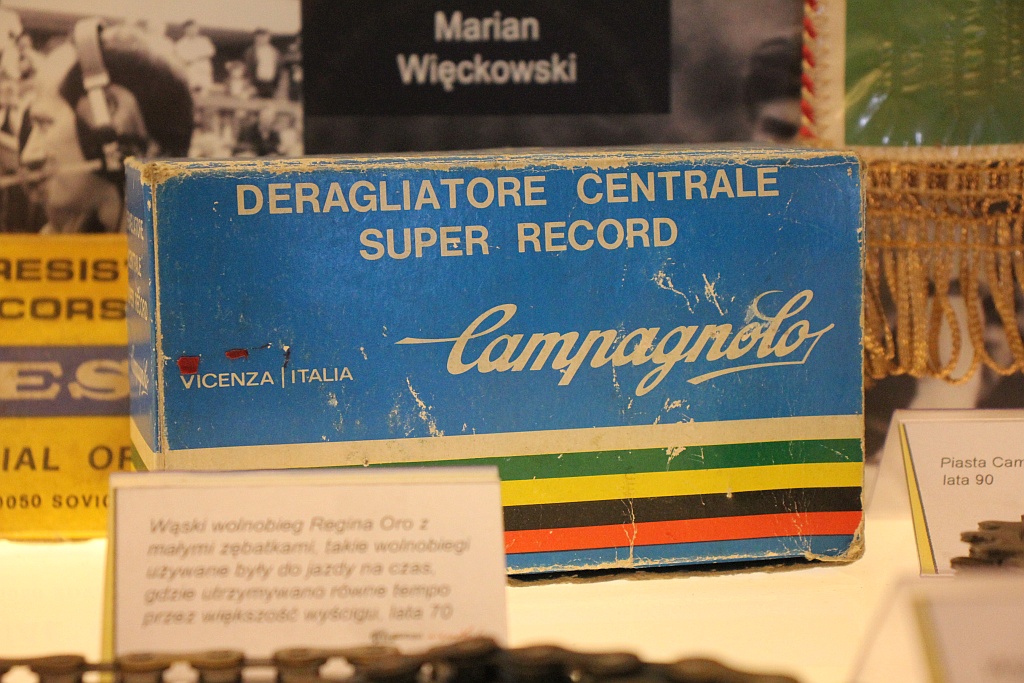 Marian
Więckowski
DERAGLIATORE CENTRALE
SUPER RECORD
Campagnolo
VICENZA | ITALIA
RESIS
CORS
ES
IAL OF
0050 SOVIC
Wąski wolnobieg Regina Oro z
małymi zębatkami, takie wolnobiegi
używane były do jazdy na czas,
gdzie utrzymywano równe tempo
przez większość wyścigu. lata 70
Piasta Cam
lata 90